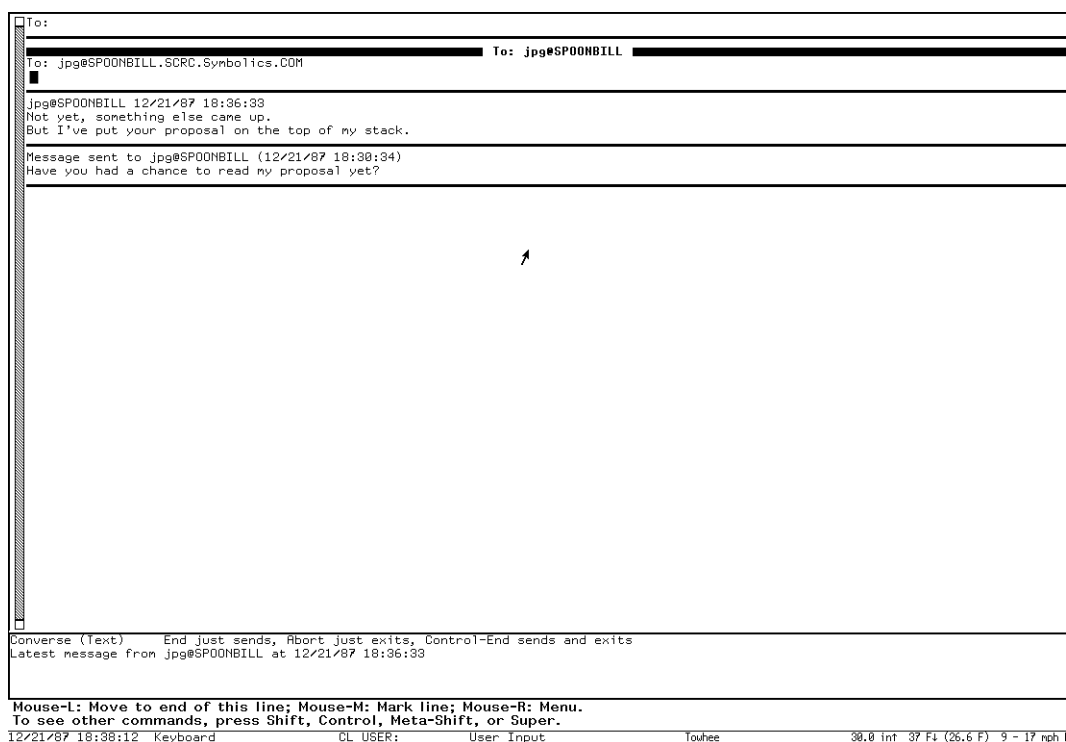 To:
To: jpg@SPOONBILL
To: jpg@SPOONBILL.SCRC.Symbolics.COM
jpg@SPOONBILL 12/21/87 18:36:33
Not yet, something else came up.
But I've put your proposal on the top of my stack.
Message sent to jpg@SPOONBILL (12/21/87 18:30:34)
Have you had a chance to read my proposal yet?
Converse (Text) End just sends, Abort just exits, Control-End sends and exits
Latest message from jpg@SPOONBILL at 12/21/87 18:36:33
Mouse-L: Move to end of this line; Mouse-M: Mark line; Mouse-R: Menu.
To see other commands, press Shift, Control, Meta-Shift, or Super.
12/21/87 18:38:12 Keyboard CL USER: User Input Towhee 30.0 int 37 F↓ (26.6 F) 9 - 17 mph